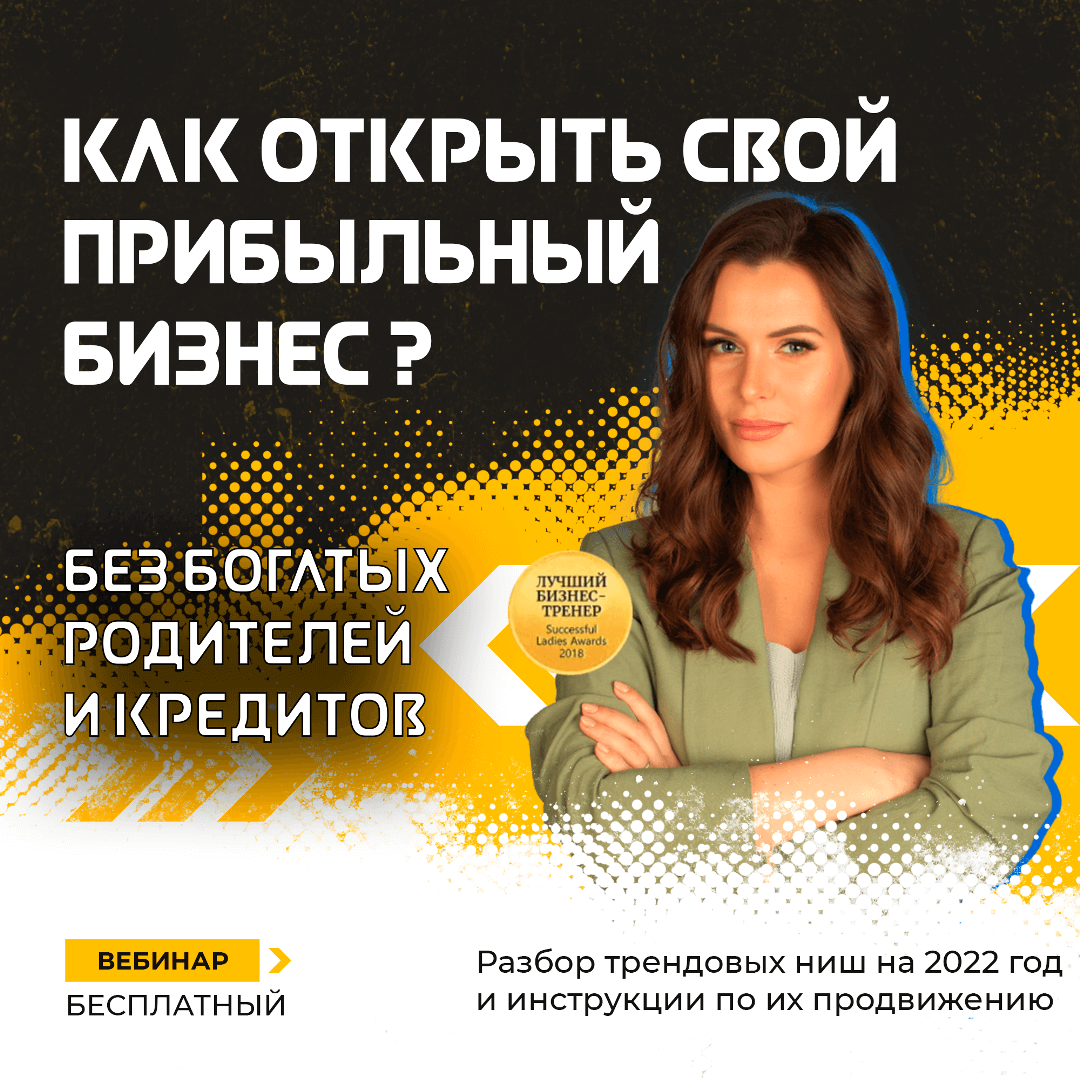 КАК ОТКРЫТЬ СВОЙ
ПРИБЫЛЬНЫЙ
БИЗНЕС ?
БЕЗ БОГАТЫХ
РОДИТЕЛЕЙ
И КРЕДИТОВ
ЛУЧШИЙ
БИЗНЕС-
ТРЕНЕР
Successful
Ladies Awards
2018
ВЕБИНАР
БЕСПЛАТНЫЙ
Разбор трендовых ниш на 2022 год
и инструкции по их продвижению